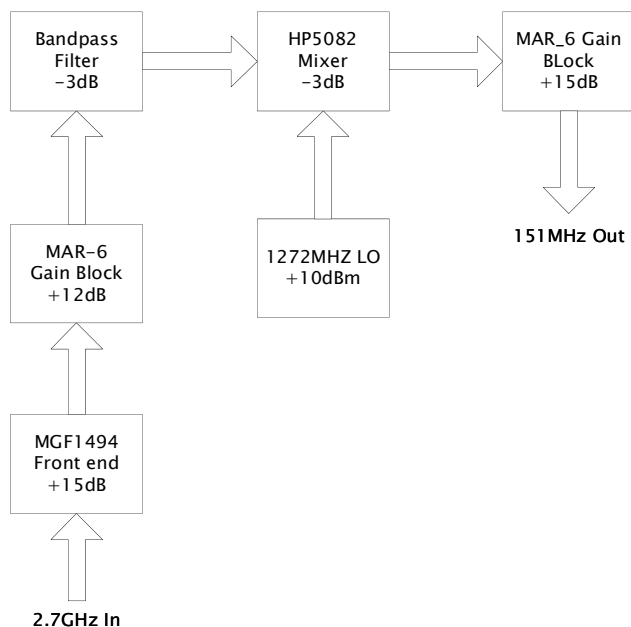 Bandpass
Filter
-3dB
HP5082
Mixer
-3dB
MAR_6 Gain
BLock
+15dB
151MHz Out
1272MHZ LO
+10dBm
MAR-6
Gain Block
+12dB
MGF1494
Front end
+15dB
2.7GHz In